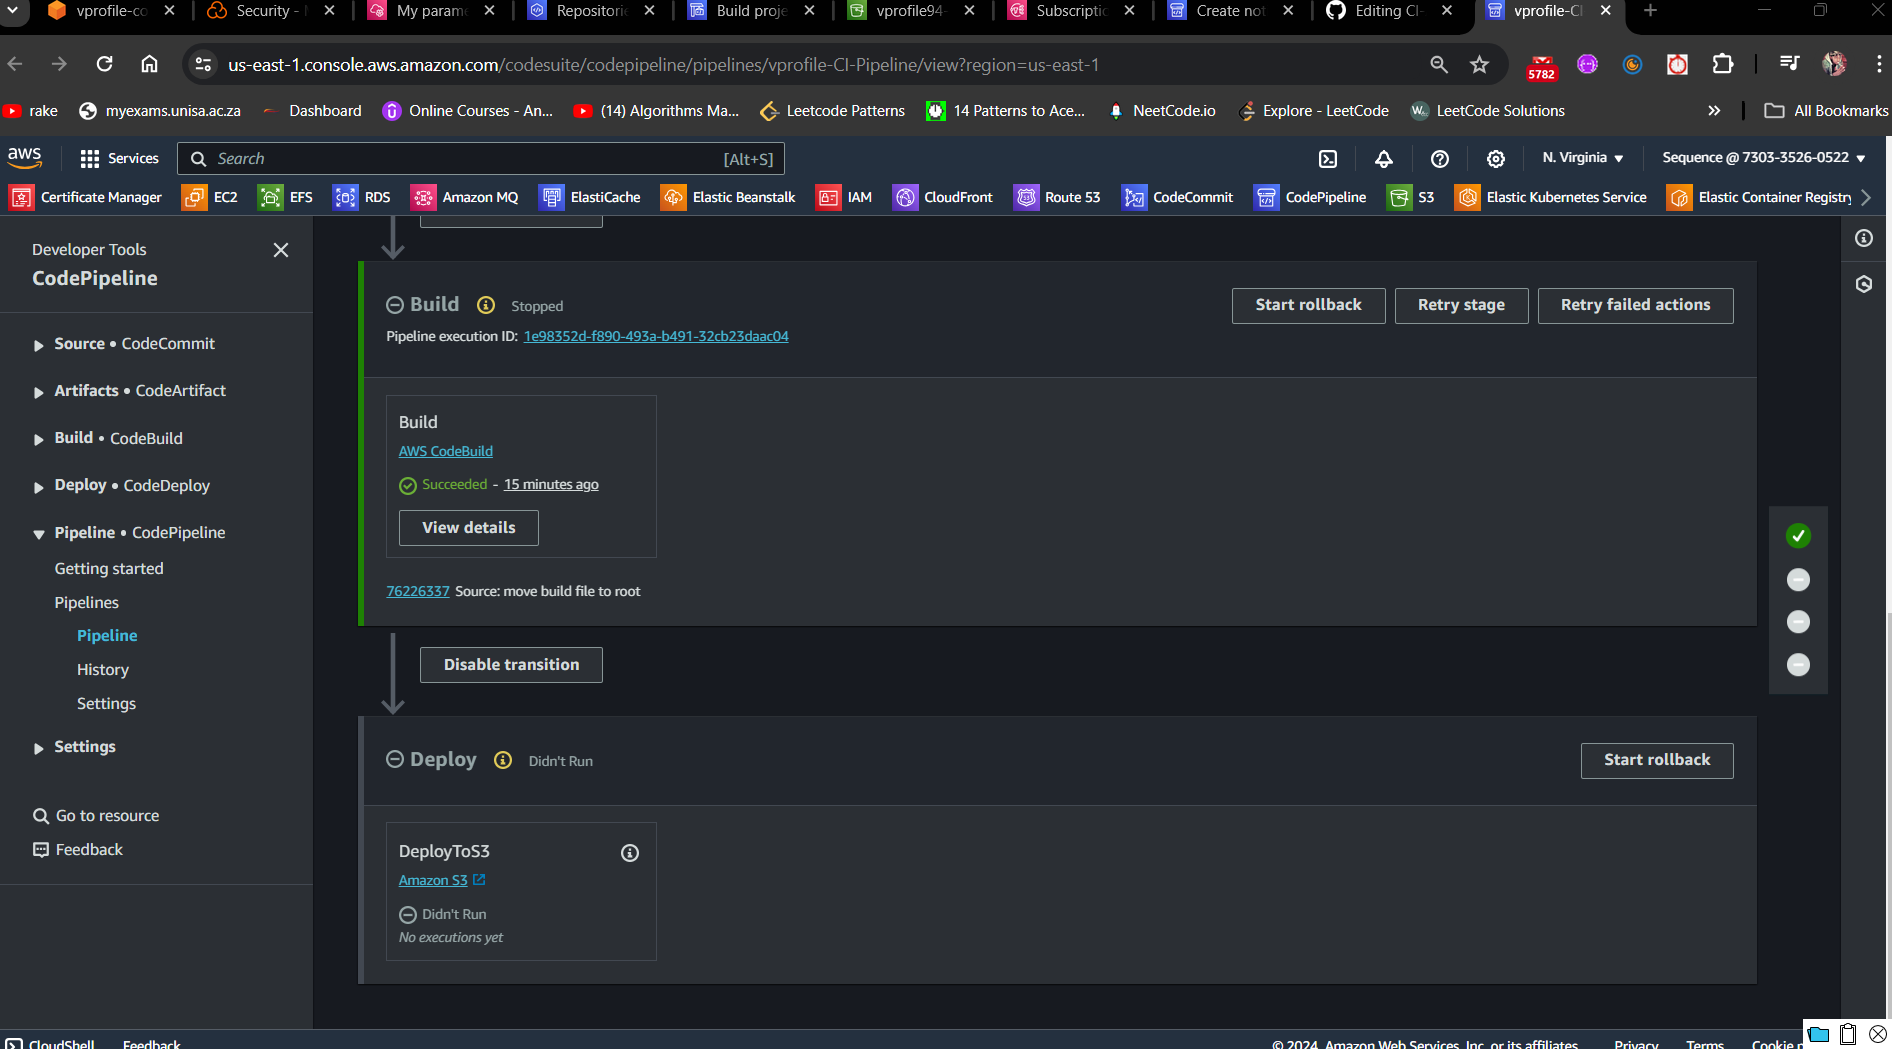 vprofile-co
Security -
My parame
Repositorie
Build proje
vprofile94-
Subscriptio
Create not
Editing CI-
vprofile-CI
us-east-1.console.aws.amazon.com/codesuite/codepipeline/pipelines/vprofile-CI-Pipeline/view?region=us-east-1
5782
rake
myexams.unisa.ac.za
Dashboard
Online Courses - An...
(14) Algorithms Ma...
Leetcode Patterns
14 Patterns to Ace...
NeetCode.io
Explore - LeetCode
LeetCode Solutions
All Bookmarks
aws
Services
Search
[Alt+S]
N. Virginia
Sequence @ 7303-3526-0522
Certificate Manager
EC2
EFS
RDS
Amazon MQ
ElastiCache
Elastic Beanstalk
IAM
CloudFront
Route 53
CodeCommit
CodePipeline
S3
Elastic Kubernetes Service
Elastic Container Registry
Developer Tools
CodePipeline
Source • CodeCommit
Artifacts • CodeArtifact
Build • CodeBuild
Deploy • CodeDeploy
Pipeline • CodePipeline
Getting started
Pipelines
Pipeline
History
Settings
Settings
Go to resource
Feedback
Build
Stopped
Start rollback
Retry stage
Retry failed actions
Pipeline execution ID: 1e98352d-f890-493a-b491-32cb23daac04
Build
AWS CodeBuild
Succeeded - 15 minutes ago
View details
76226337 Source: move build file to root
Disable transition
Deploy
Didn't Run
Start rollback
DeployToS3
Amazon S3
Didn't Run
No executions yet
CloudShell
Feedback
© 2024, Amazon Web Services, Inc. or its affiliates.
Privacy
Terms
Cookie